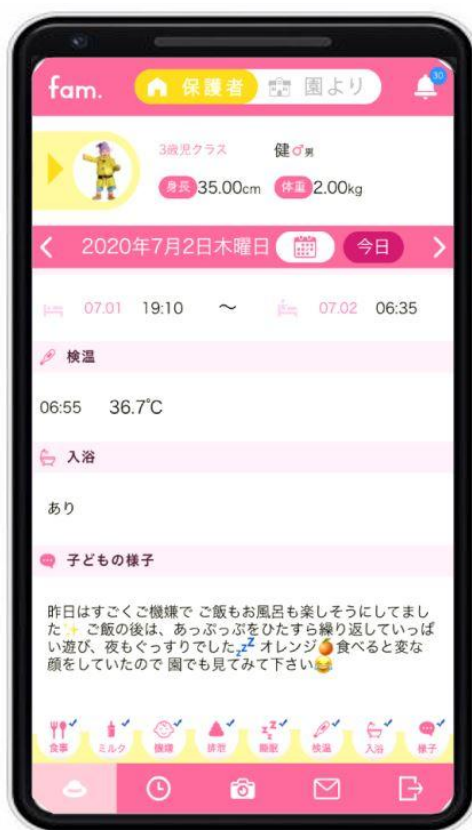 fam.
保護者
園より
30
3歳児クラス 健♂男
身長 35.00cm 体重 2.00kg
2020年7月2日木曜日 今日
07.01 19:10 〜 07.02 06:35
検温
06:55 36.7℃
入浴
あり
子どもの様子
昨日はすごくご機嫌で ご飯もお風呂も楽しそうにしてまし
た✨ ご飯の後は、あっぷっぷをひたすら繰り返していっぱ
い遊び、夜もぐっすりでした💤 オレンジ🍊食べると変な
顔をしていたので 園でも見てみて下さい😂
食事 ミルク 機嫌 排泄 睡眠 検温 入浴 様子